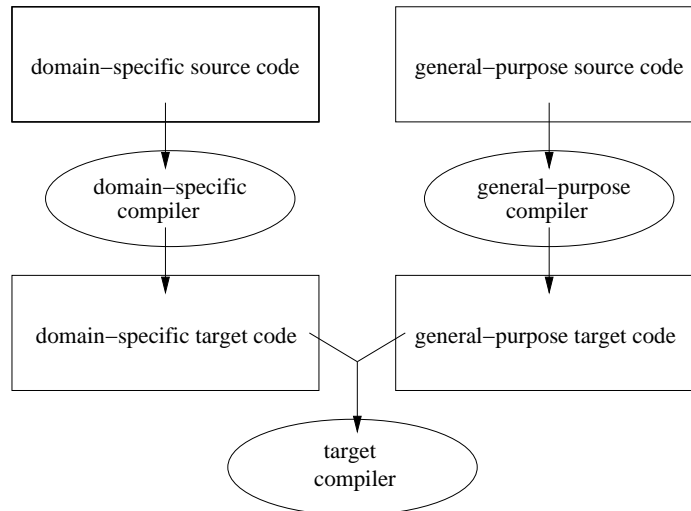 domain−specific source code
general−purpose source code
domain−specific
compiler
general−purpose
compiler
domain−specific target code
general−purpose target code
target
compiler